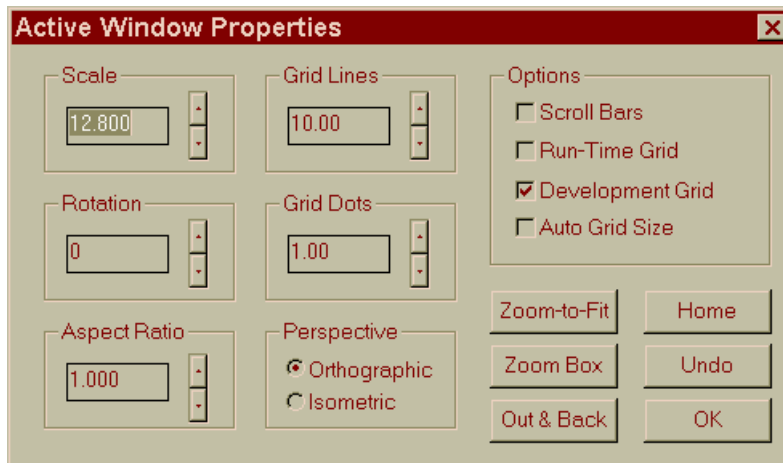 Active Window Properties
Scale
12.800
Grid Lines
10.00
Options
Scroll Bars
Run-Time Grid
Development Grid
Auto Grid Size
Rotation
0
Grid Dots
1.00
Aspect Ratio
1.000
Perspective
Orthographic
Isometric
Zoom-to-Fit
Home
Zoom Box
Undo
Out & Back
OK